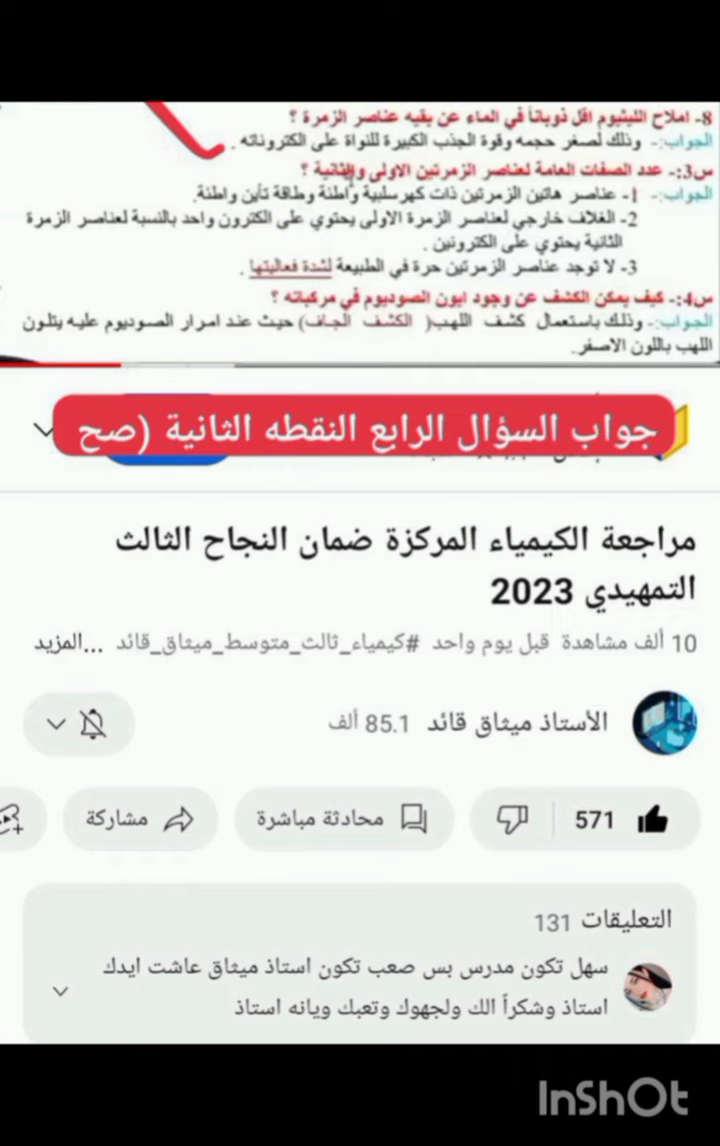 8- املاح الليثيوم اقل ذوباناً في الماء عن بقيه عناصر الزمرة ؟
الجواب:- وذلك لصغر حجمه وقوة الجذب الكبيرة للنواة على الكتروناته .
س3:- عدد الصفات العامة لعناصر الزمرتين الاولى والثانية ؟
الجواب:- 1- عناصر هاتين الزمرتين ذات كهرسلبية واطئة وطاقة تأين واطئة.
2- الغلاف خارجي لعناصر الزمرة الاولى يحتوي على الكترون واحد بالنسبة لعناصر الزمرة
الثانية يحتوي على الكترونين .
3- لا توجد عناصر الزمرتين حرة في الطبيعة لشدة فعاليتها .
س4:- كيف يمكن الكشف عن وجود ايون الصوديوم في مركباته ؟
الجواب:- وذلك باستعمال كشف اللهب( الكشف الجاف) حيث عند امرار الصوديوم عليه يتلون
اللهب باللون الاصفر.
جواب السؤال الرابع النقطه الثانية (صح
مراجعة الكيمياء المركزة ضمان النجاح الثالث
التمهيدي 2023
10 ألف مشاهدة قبل يوم واحد #كيمياء_ثالث_متوسط_ميثاق_قائد ...المزيد
الأستاذ ميثاق قائد 85.1 ألف
571
محادثة مباشرة
مشاركة
التعليقات 131
سهل تكون مدرس بس صعب تكون استاذ ميثاق عاشت ايدك
استاذ وشكراً الك ولجهوك وتعبك ويانه استاذ
InShOt